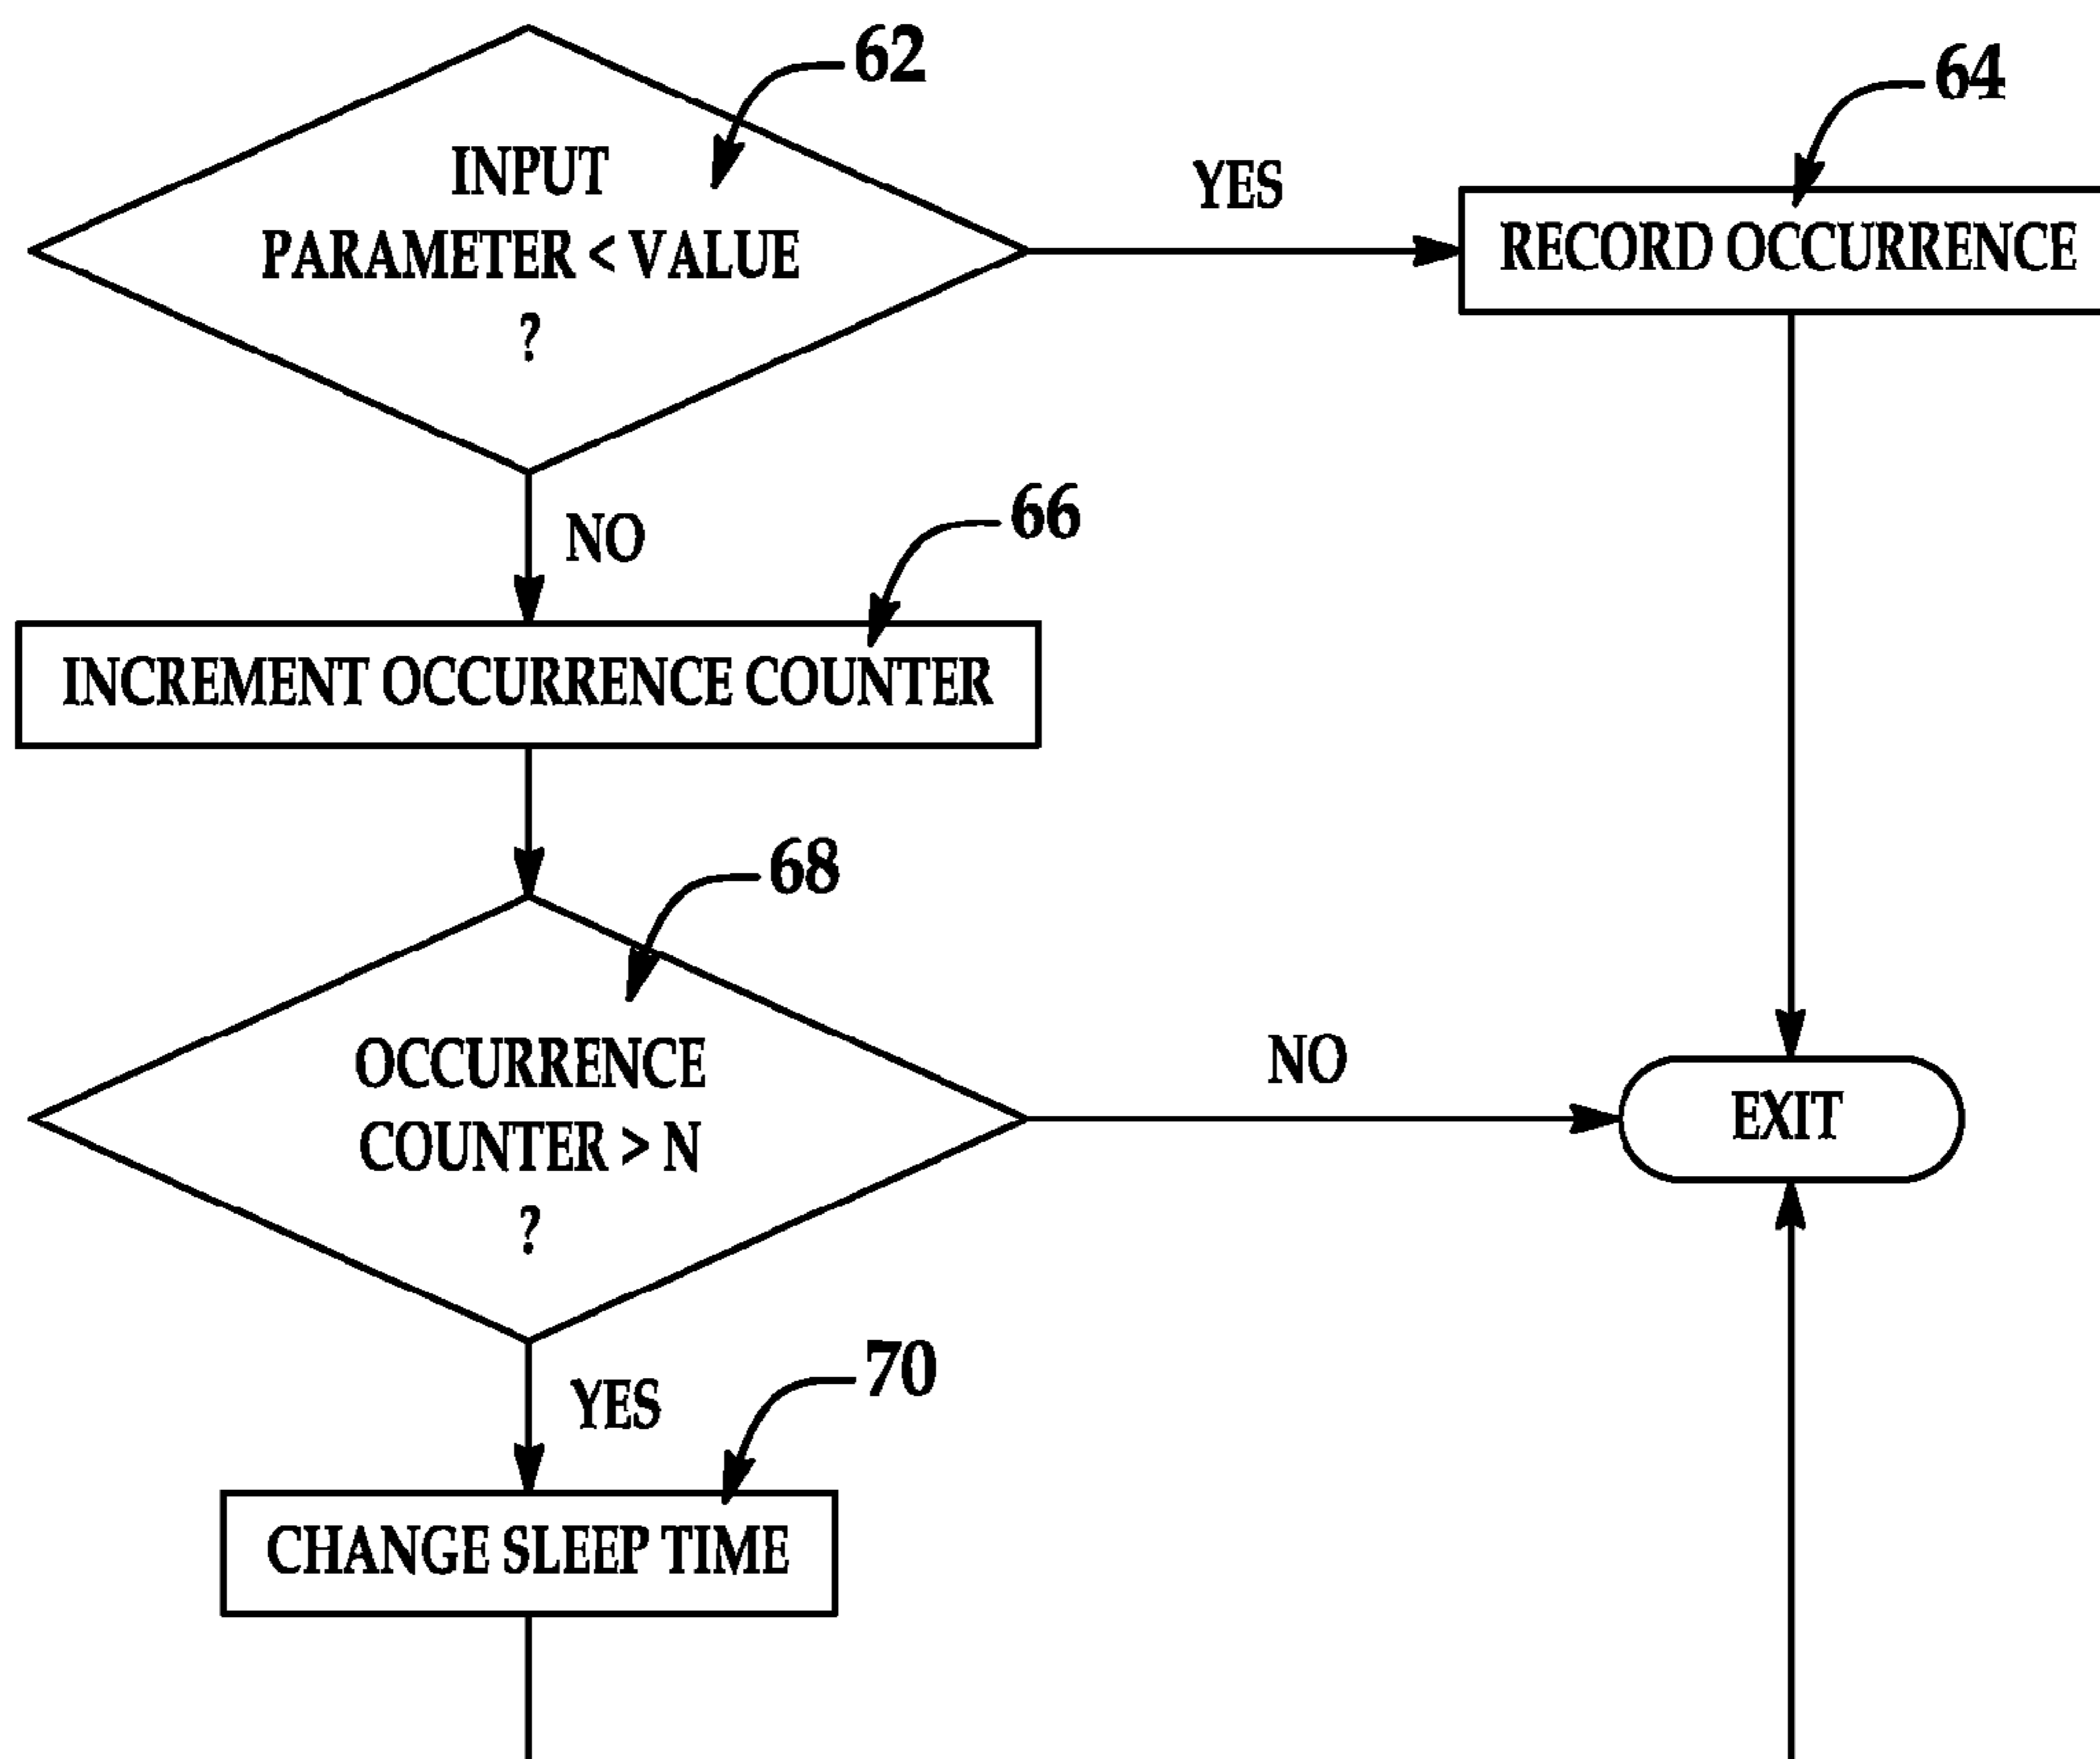 62
INPUT
PARAMETER < VALUE
?
YES
64
RECORD OCCURRENCE
NO
66
INCREMENT OCCURRENCE COUNTER
68
OCCURRENCE
COUNTER > N
?
NO
EXIT
YES
70
CHANGE SLEEP TIME